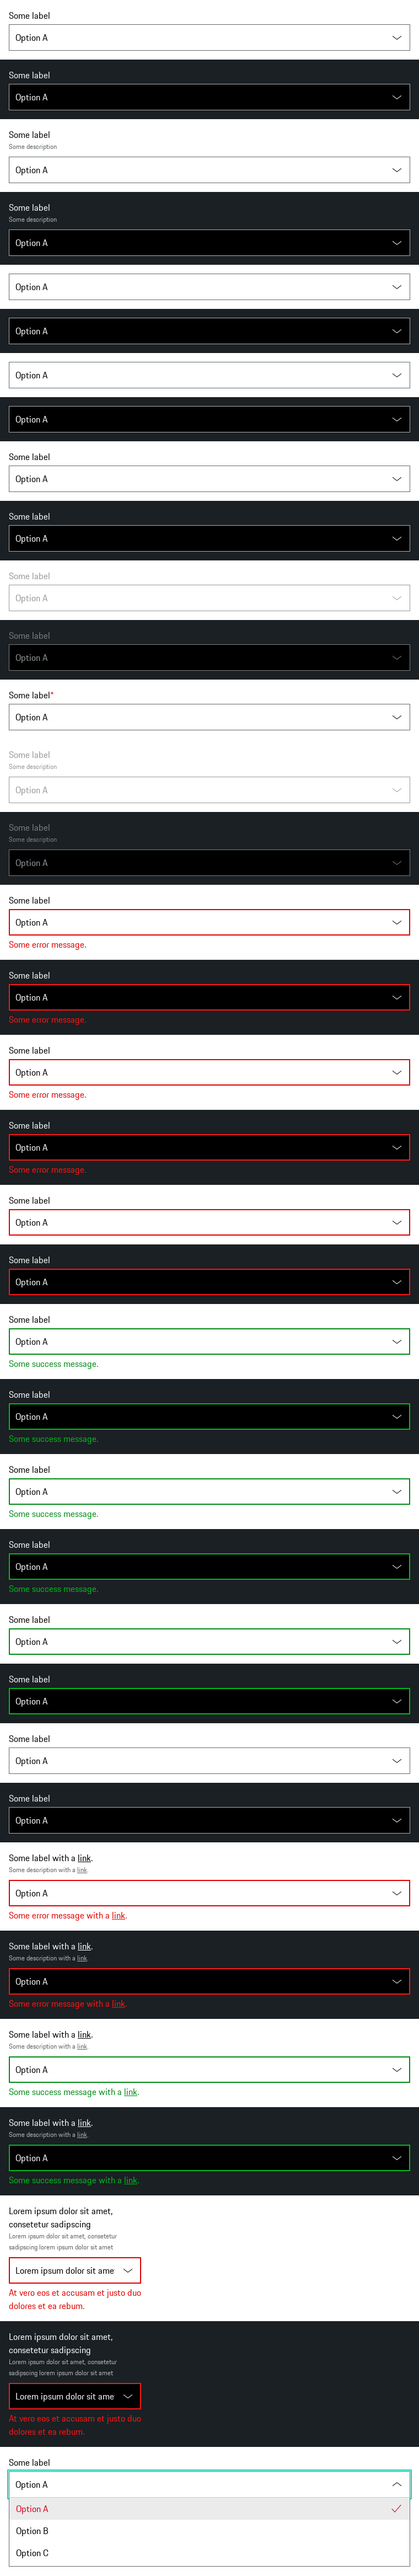 Some label
Option A
Some label
Option A
Some label
Some description
Option A
Some label
Some description
Option A
Option A
Option A
Option A
Option A
Some label
Option A
Some label
Option A
Some label
Option A
Some label
Option A
Some label*
Option A
Some label
Some description
Option A
Some label
Some description
Option A
Some label
Option A
Some error message.
Some label
Option A
Some error message.
Some label
Option A
Some error message.
Some label
Option A
Some error message.
Some label
Option A
Some label
Option A
Some label
Option A
Some success message.
Some label
Option A
Some success message.
Some label
Option A
Some success message.
Some label
Option A
Some success message.
Some label
Option A
Some label
Option A
Some label
Option A
Some label
Option A
Some label with a link.
Some description with a link.
Option A
Some error message with a link.
Some label with a link.
Some description with a link.
Option A
Some error message with a link.
Some label with a link.
Some description with a link.
Option A
Some success message with a link.
Some label with a link.
Some description with a link.
Option A
Some success message with a link.
Lorem ipsum dolor sit amet,
consetetur sadipscing
Lorem ipsum dolor sit amet, consetetur
sadipscing lorem ipsum dolor sit amet
Lorem ipsum dolor sit ame
At vero eos et accusam et justo duo
dolores et ea rebum.
Lorem ipsum dolor sit amet,
consetetur sadipscing
Lorem ipsum dolor sit amet, consetetur
sadipscing lorem ipsum dolor sit amet
Lorem ipsum dolor sit ame
At vero eos et accusam et justo duo
dolores et ea rebum.
Some label
Option A
Option A
Option B
Option C